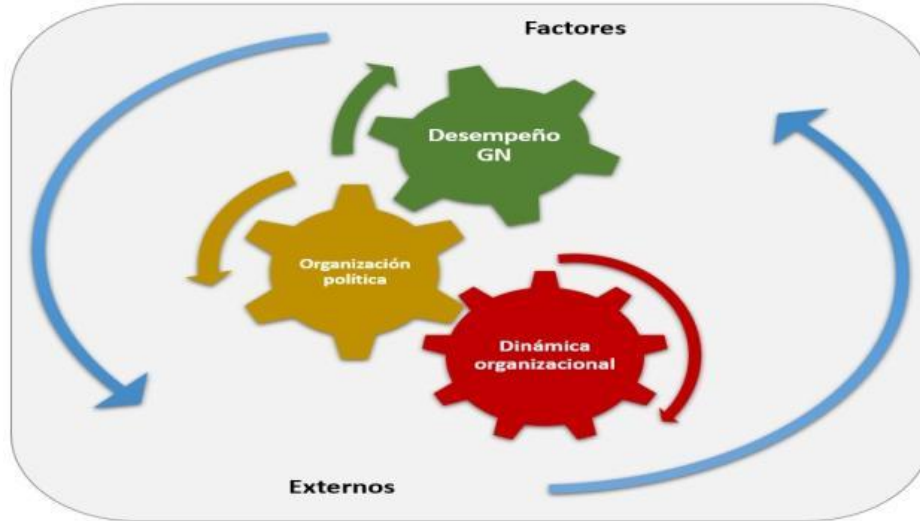 Factores
Desempeño
GN
Organización
política
Dinámica
organizacional
Externos